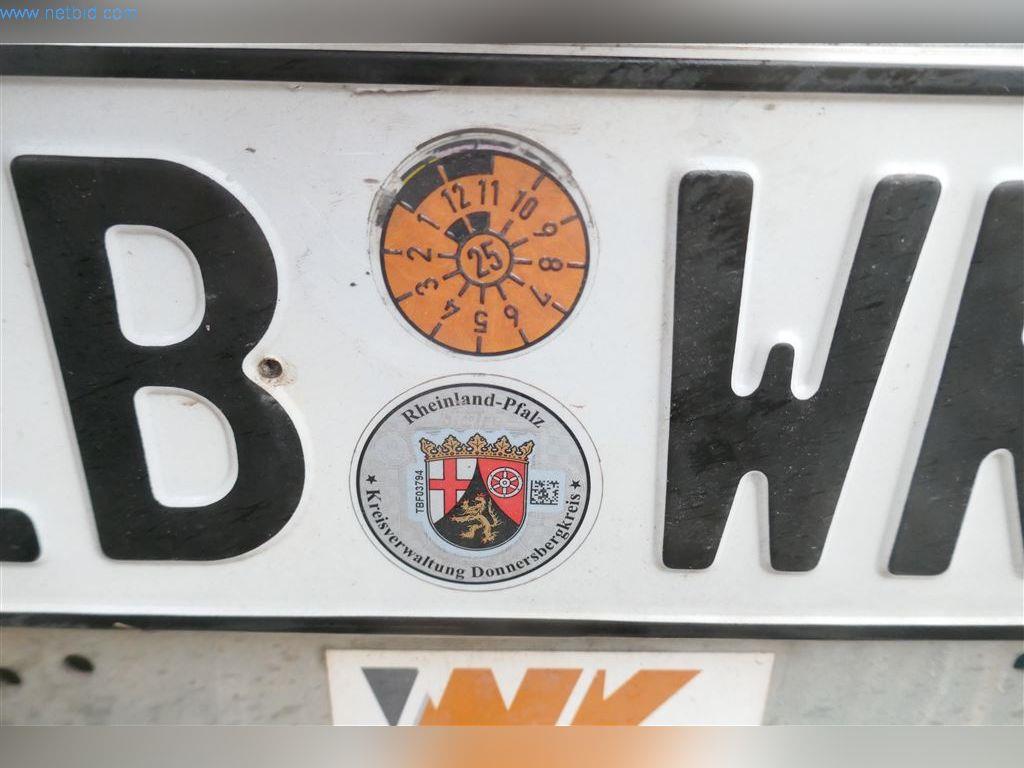 www.netbid.com
B WK
12 11 10 9 8 7 6 5 4 3 2 1
25
Rheinland-Pfalz
TBF03794
Kreisverwaltung Donnersbergkreis